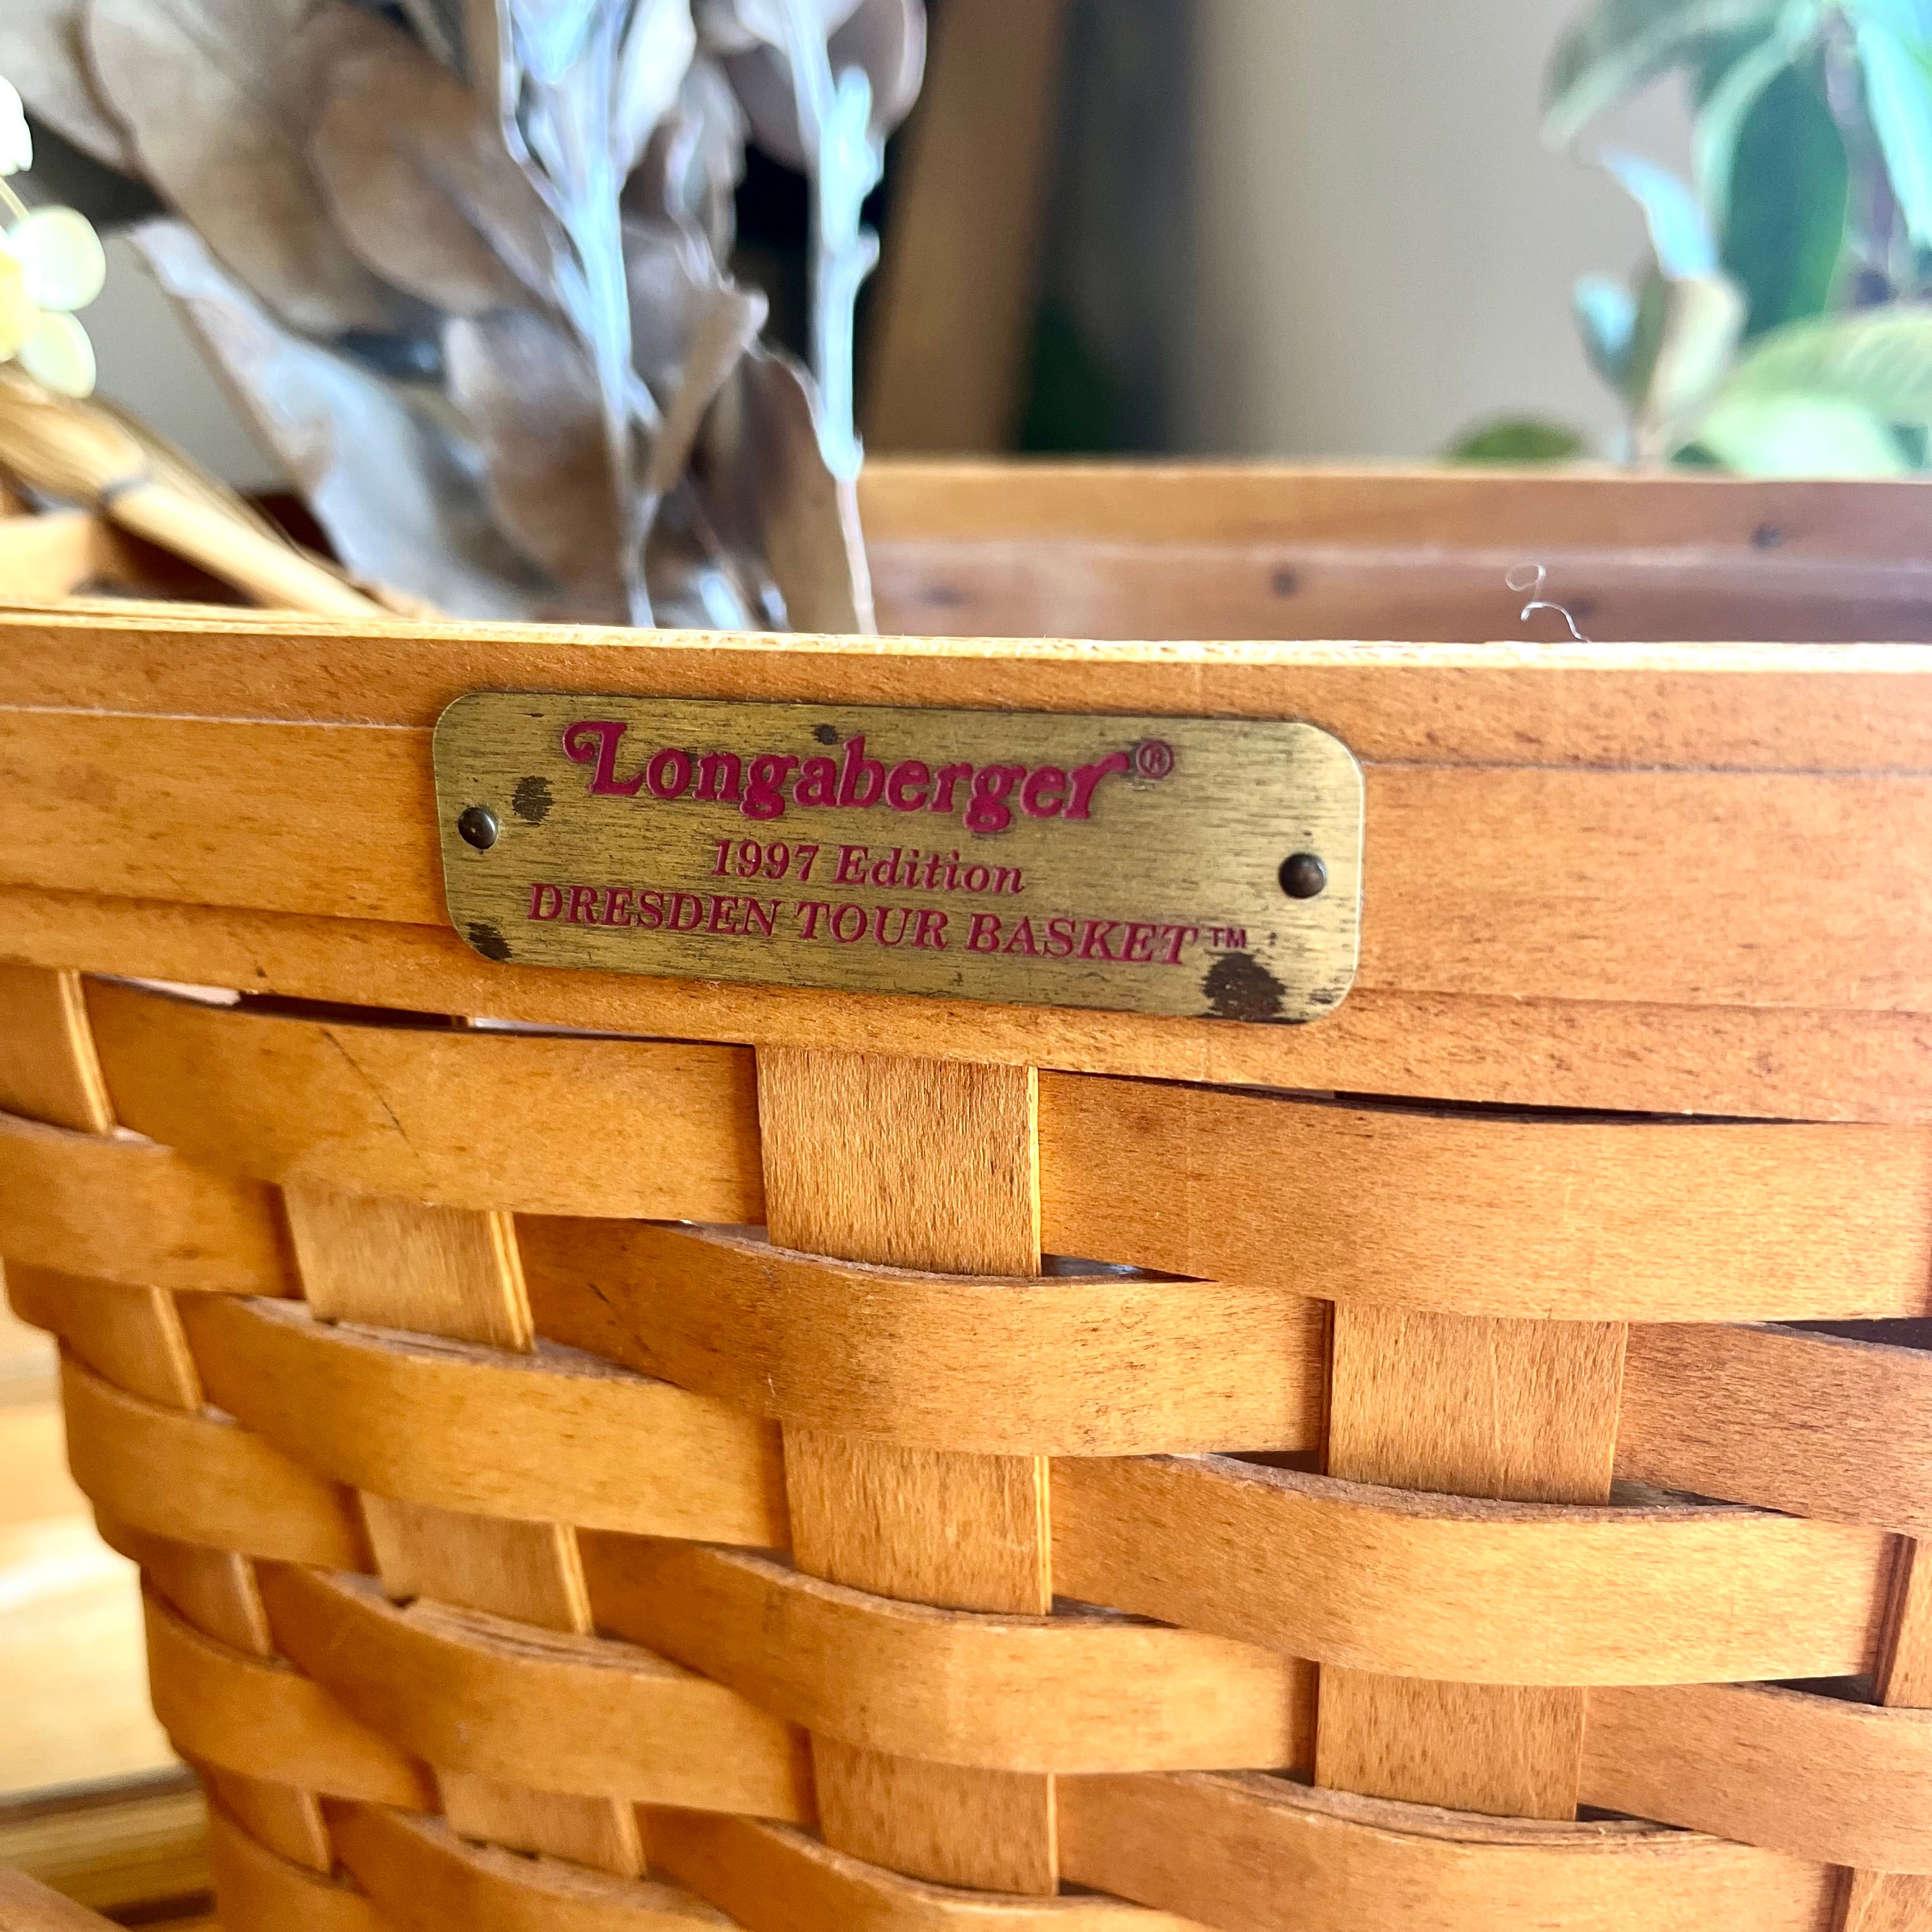 Longaberger®
1997 Edition
DRESDEN TOUR BASKET™